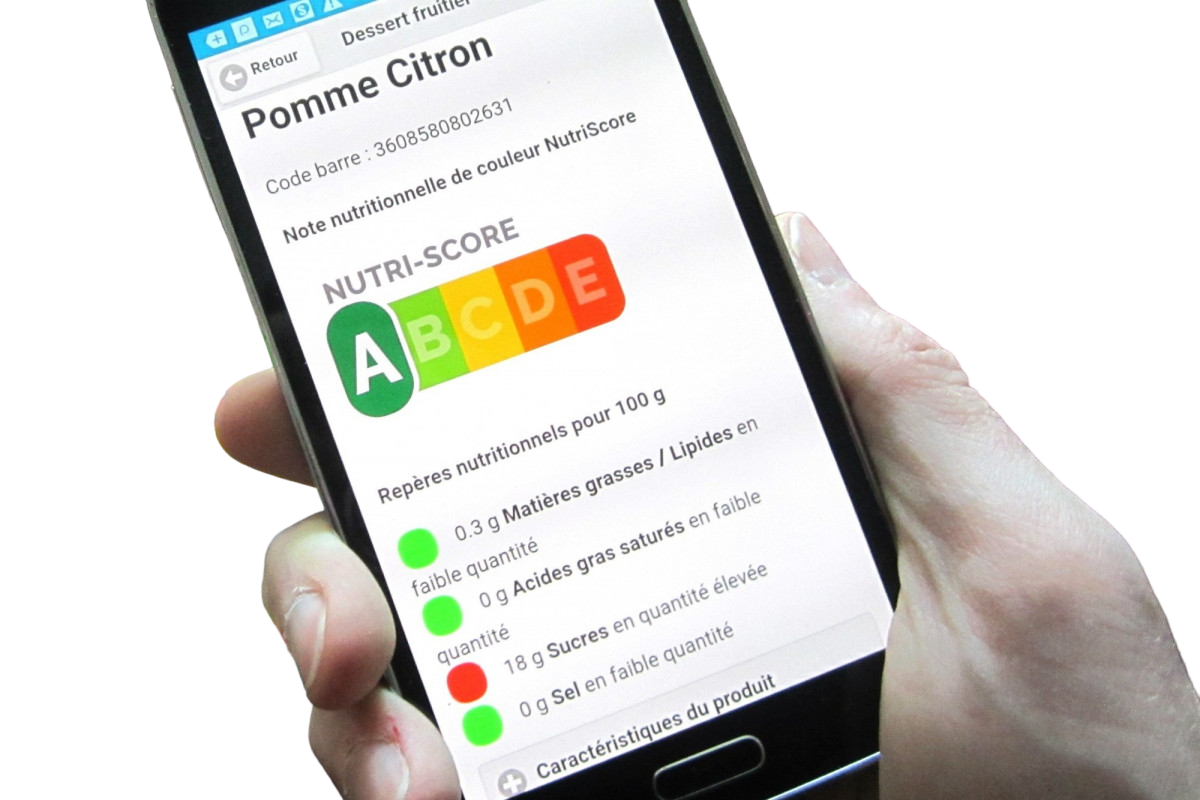 Dessert fruitier
Retour
Pomme Citron
Code barre : 3608580802631
Note nutritionnelle de couleur NutriScore
NUTRI-SCORE
A B C D E
Repères nutritionnels pour 100 g
0.3 g Matières grasses / Lipides en
faible quantité
0 g Acides gras saturés en faible
quantité
18 g Sucres en quantité élevée
0 g Sel en faible quantité
Caractéristiques du produit